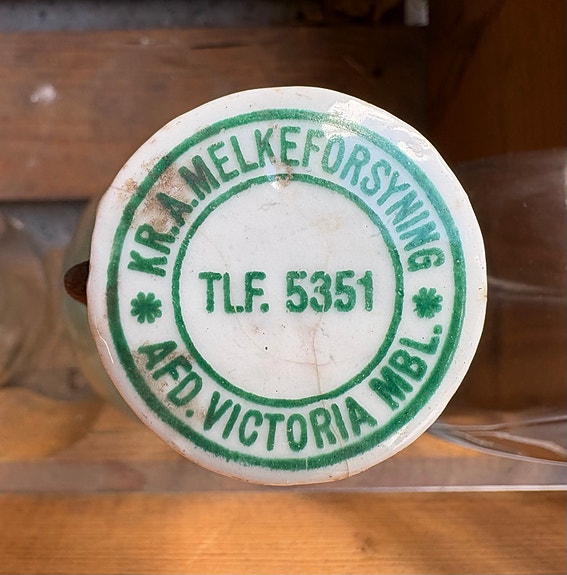 KR.A.MELKEFORSYNING
TLF. 5351
AFD. VICTORIA MBL.